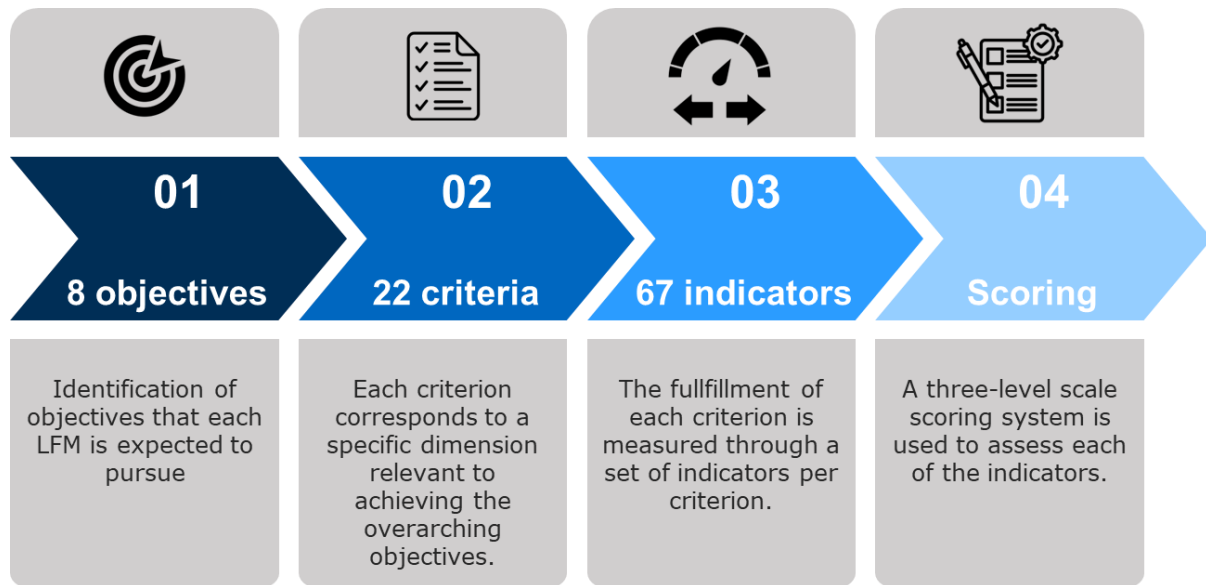 01
8 objectives
Identification of
objectives that each
LFM is expected to
pursue
02
22 criteria
Each criterion
corresponds to a
specific dimension
relevant to
achieving the
overarching
objectives.
03
67 indicators
The fullfillment of
each criterion is
measured through a
set of indicators per
criterion.
04
Scoring
A three-level scale
scoring system is
used to assess each
of the indicators.